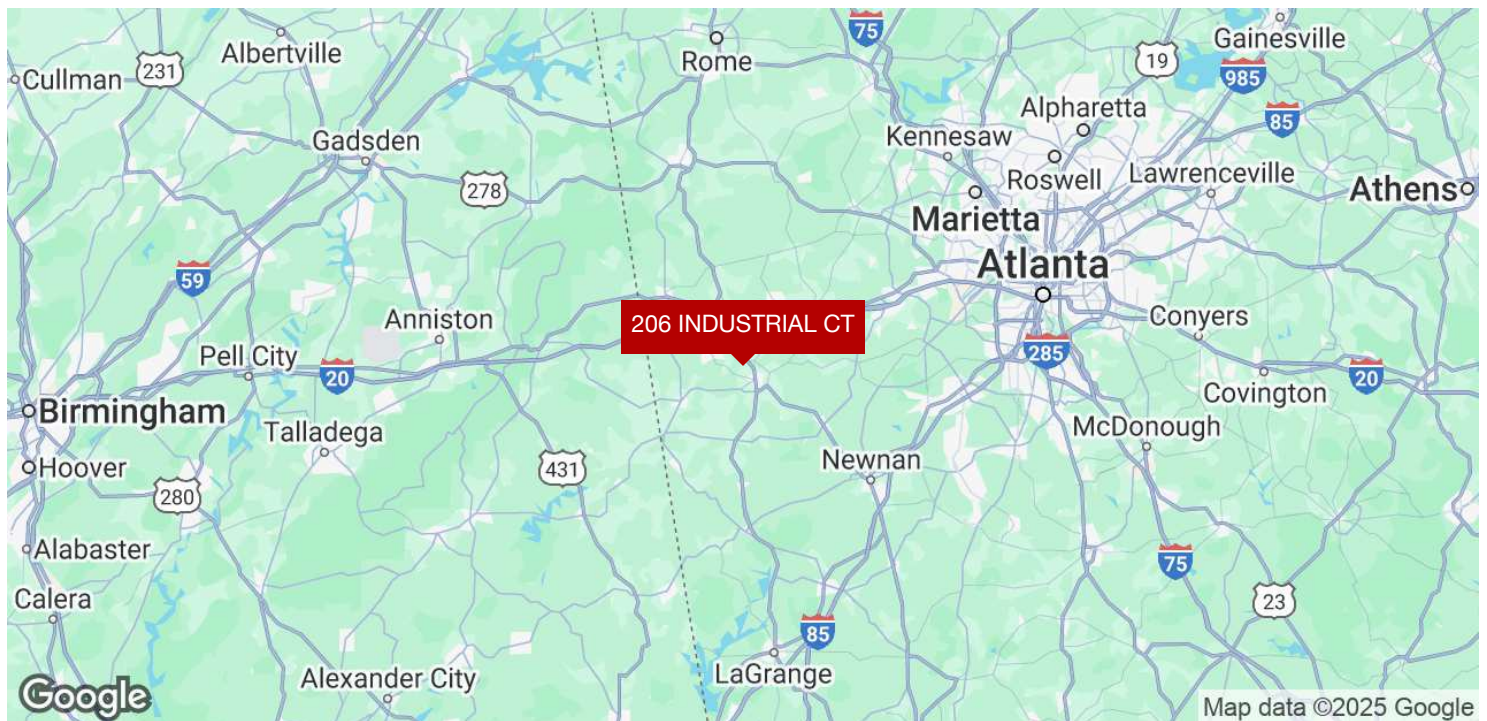 Albertville
75
Gainesville
Cullman
231
Rome
19
985
Alpharetta
85
Gadsden
Kennesaw
278
Roswell
Lawrenceville
Athens
Marietta
Atlanta
59
206 INDUSTRIAL CT
Anniston
Conyers
Pell City
285
20
20
Covington
Birmingham
Talladega
McDonough
Hoover
431
Newnan
280
Alabaster
75
Calera
23
85
Alexander City
LaGrange
Google
Map data ©2025 Google